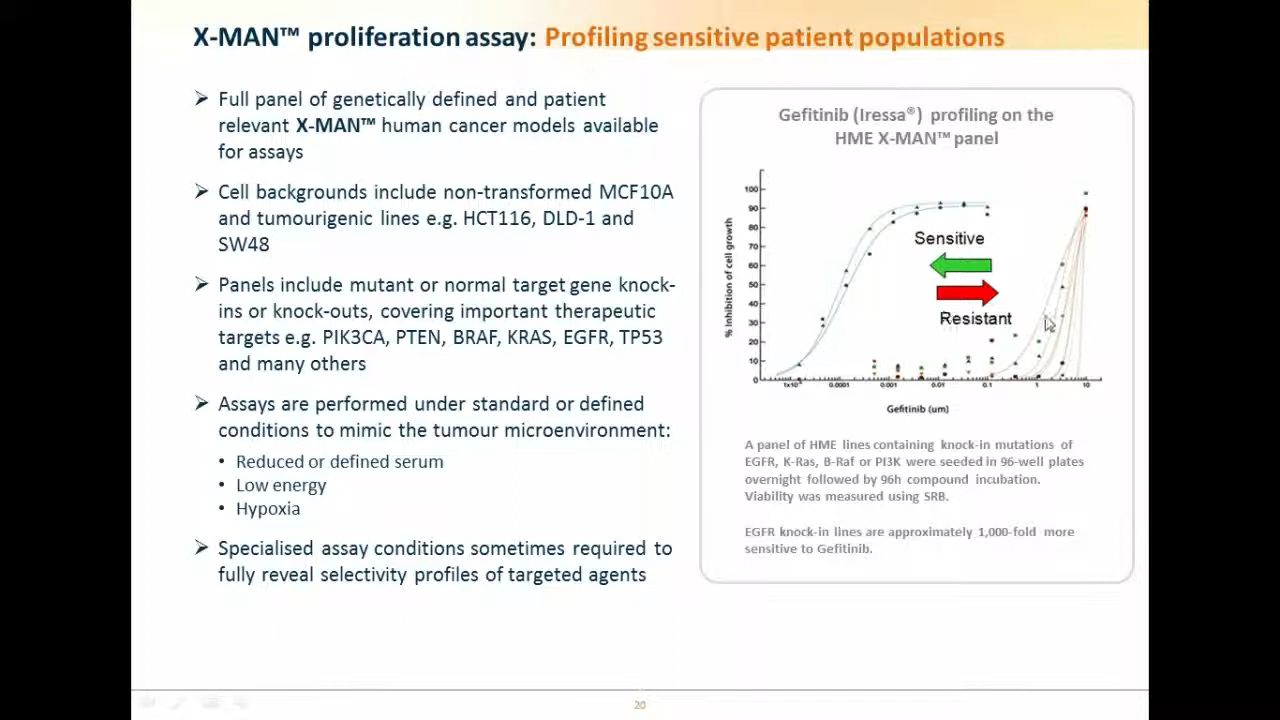 X-MAN™ proliferation assay: Profiling sensitive patient populations
➢ Full panel of genetically defined and patient
relevant X-MAN™ human cancer models available
for assays
➢ Cell backgrounds include non-transformed MCF10A
and tumourigenic lines e.g. HCT116, DLD-1 and
SW48
➢ Panels include mutant or normal target gene knock-
ins or knock-outs, covering important therapeutic
targets e.g. PIK3CA, PTEN, BRAF, KRAS, EGFR, TP53
and many others
➢ Assays are performed under standard or defined
conditions to mimic the tumour microenvironment:
• Reduced or defined serum
• Low energy
• Hypoxia
➢ Specialised assay conditions sometimes required to
fully reveal selectivity profiles of targeted agents
Gefitinib (Iressa®) profiling on the
HME X-MAN™ panel
% Inhibition of cell growth
100
90
80
70
60
50
40
30
20
10
0
Sensitive
Resistant
0.0001 0.001 0.01 0.1 1 10
Gefitinib (um)
A panel of HME lines containing knock-in mutations of
EGFR, K-Ras, B-Raf or PI3K were seeded in 96-well plates
overnight followed by 96h compound incubation.
Viability was measured using SRB.
EGFR knock-in lines are approximately 1,000-fold more
sensitive to Gefitinib.
20